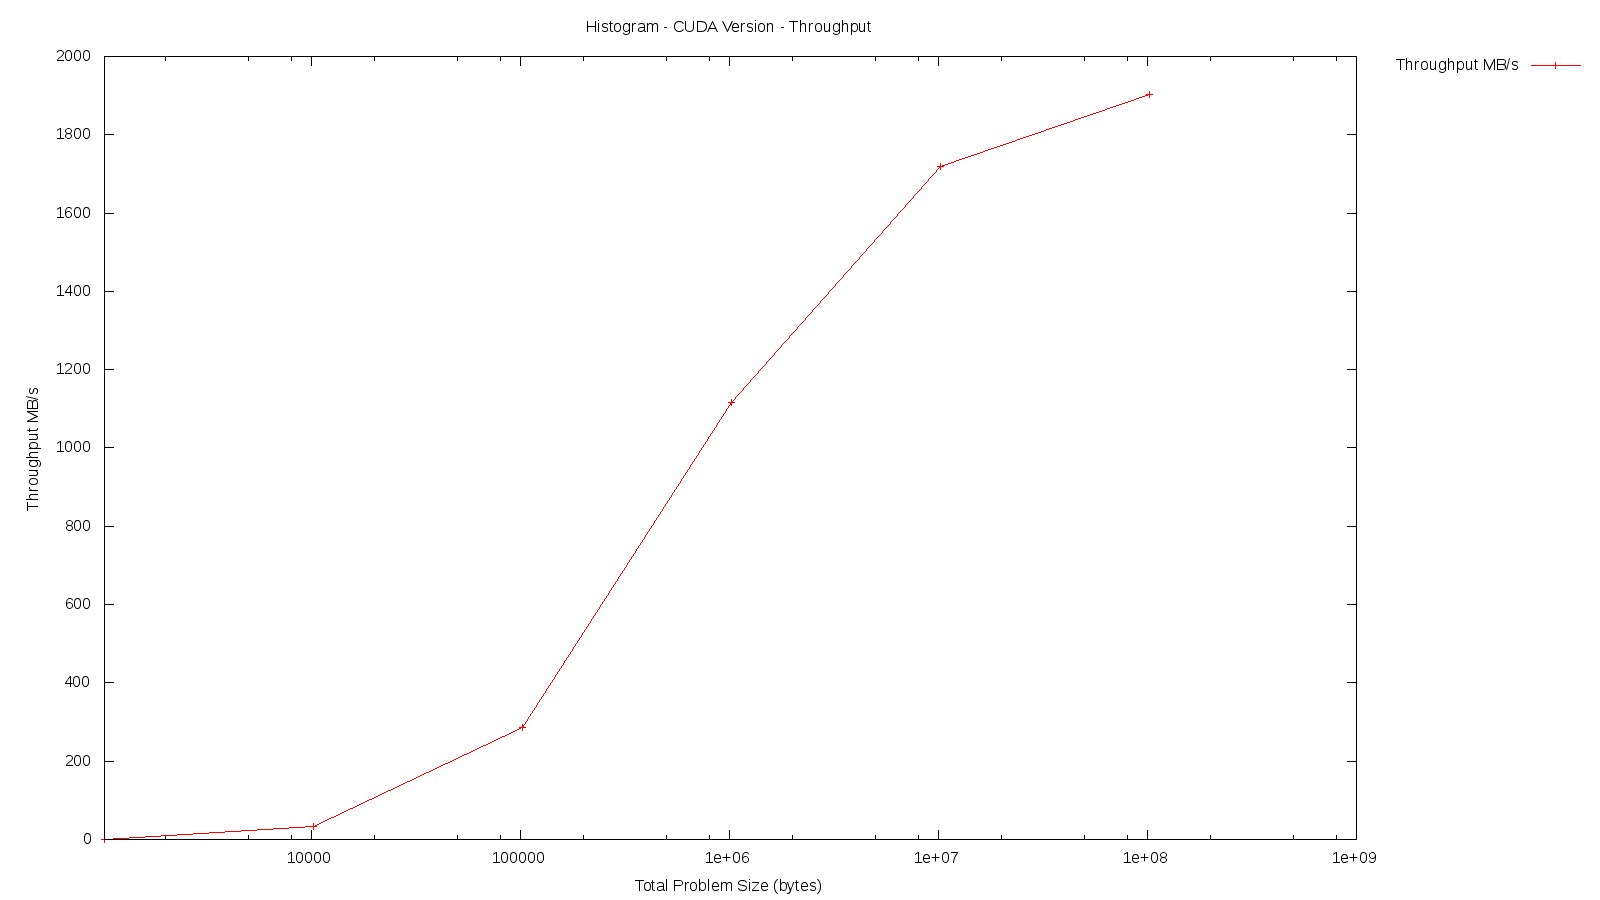 Histogram - CUDA Version - Throughput
Throughput MB/s
2000
1800
1600
1400
1200
1000
800
600
400
200
0
Throughput MB/s
10000 100000 1e+06 1e+07 1e+08 1e+09
Total Problem Size (bytes)